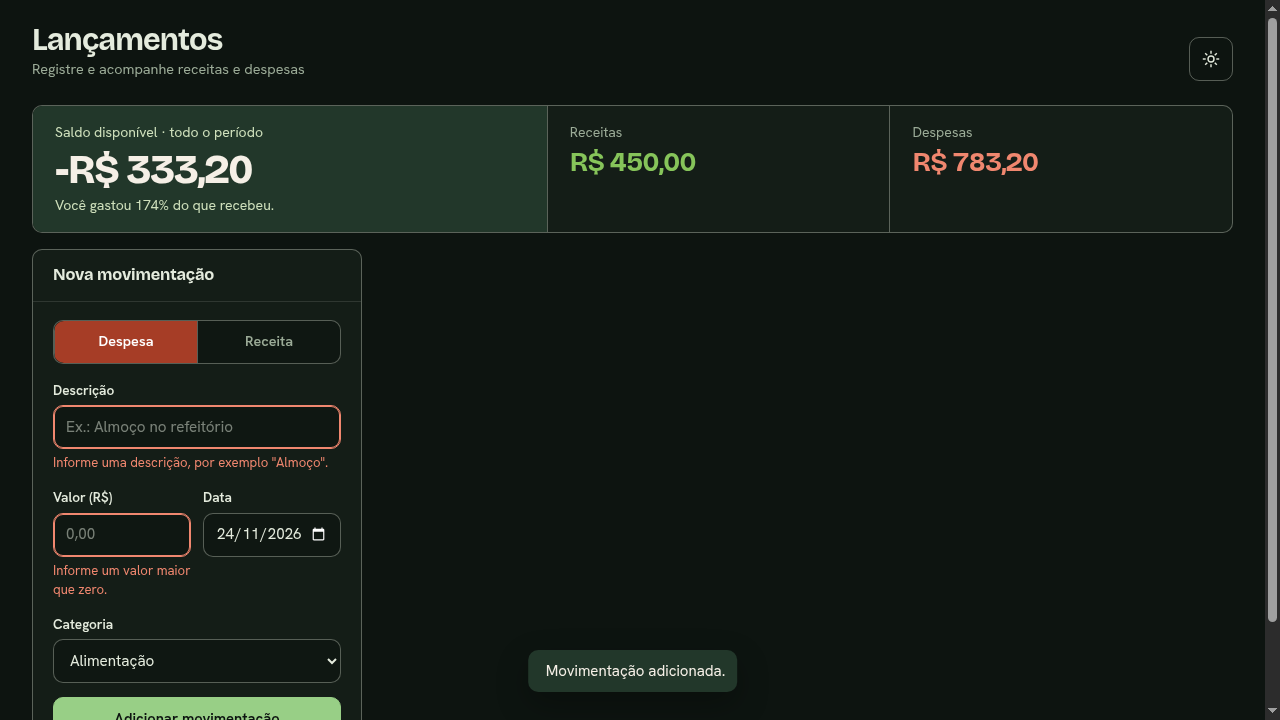 Lançamentos
Registre e acompanhe receitas e despesas
Saldo disponível · todo o período
-R$ 333,20
Você gastou 174% do que recebeu.
Receitas
R$ 450,00
Despesas
R$ 783,20
Nova movimentação
Despesa
Receita
Descrição
Ex.: Almoço no refeitório
Informe uma descrição, por exemplo "Almoço".
Valor (R$)
Data
0,00
24/11/2026
Informe um valor maior
que zero.
Categoria
Alimentação
Movimentação adicionada.
Adicionar movimentação